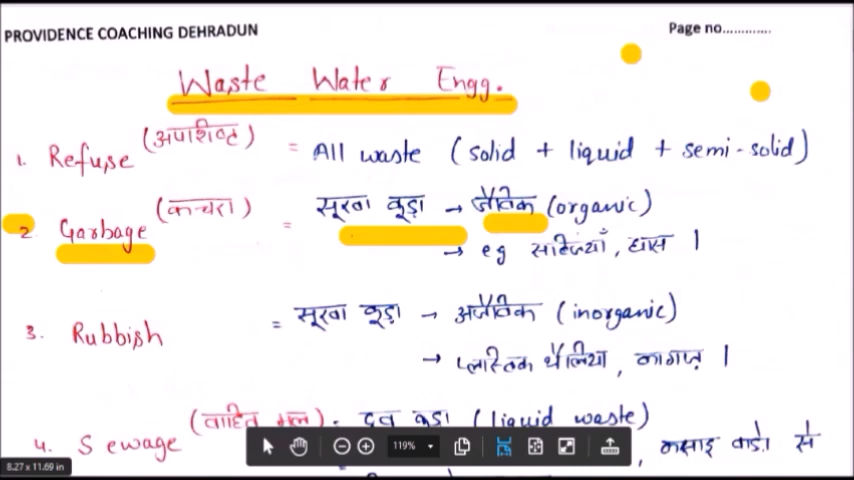 PROVIDENCE COACHING DEHRADUN
Page no.............
Waste Water Engg.
1. Refuse (अपशिष्ट) = All waste (solid + liquid + semi-solid)
2. Garbage (कचरा) = सूखा कूड़ा → जैविक (organic)
→ eg सब्जियाँ, घास ।
3. Rubbish = सूखा कूड़ा → अजैविक (inorganic)
→ प्लास्टिक थैलिया, कागज़ ।
4. Sewage (वाहित मल) = द्रव कूड़ा (liquid waste)
119%
, कसाइ वाड़ो से
8.27 x 11.69 in